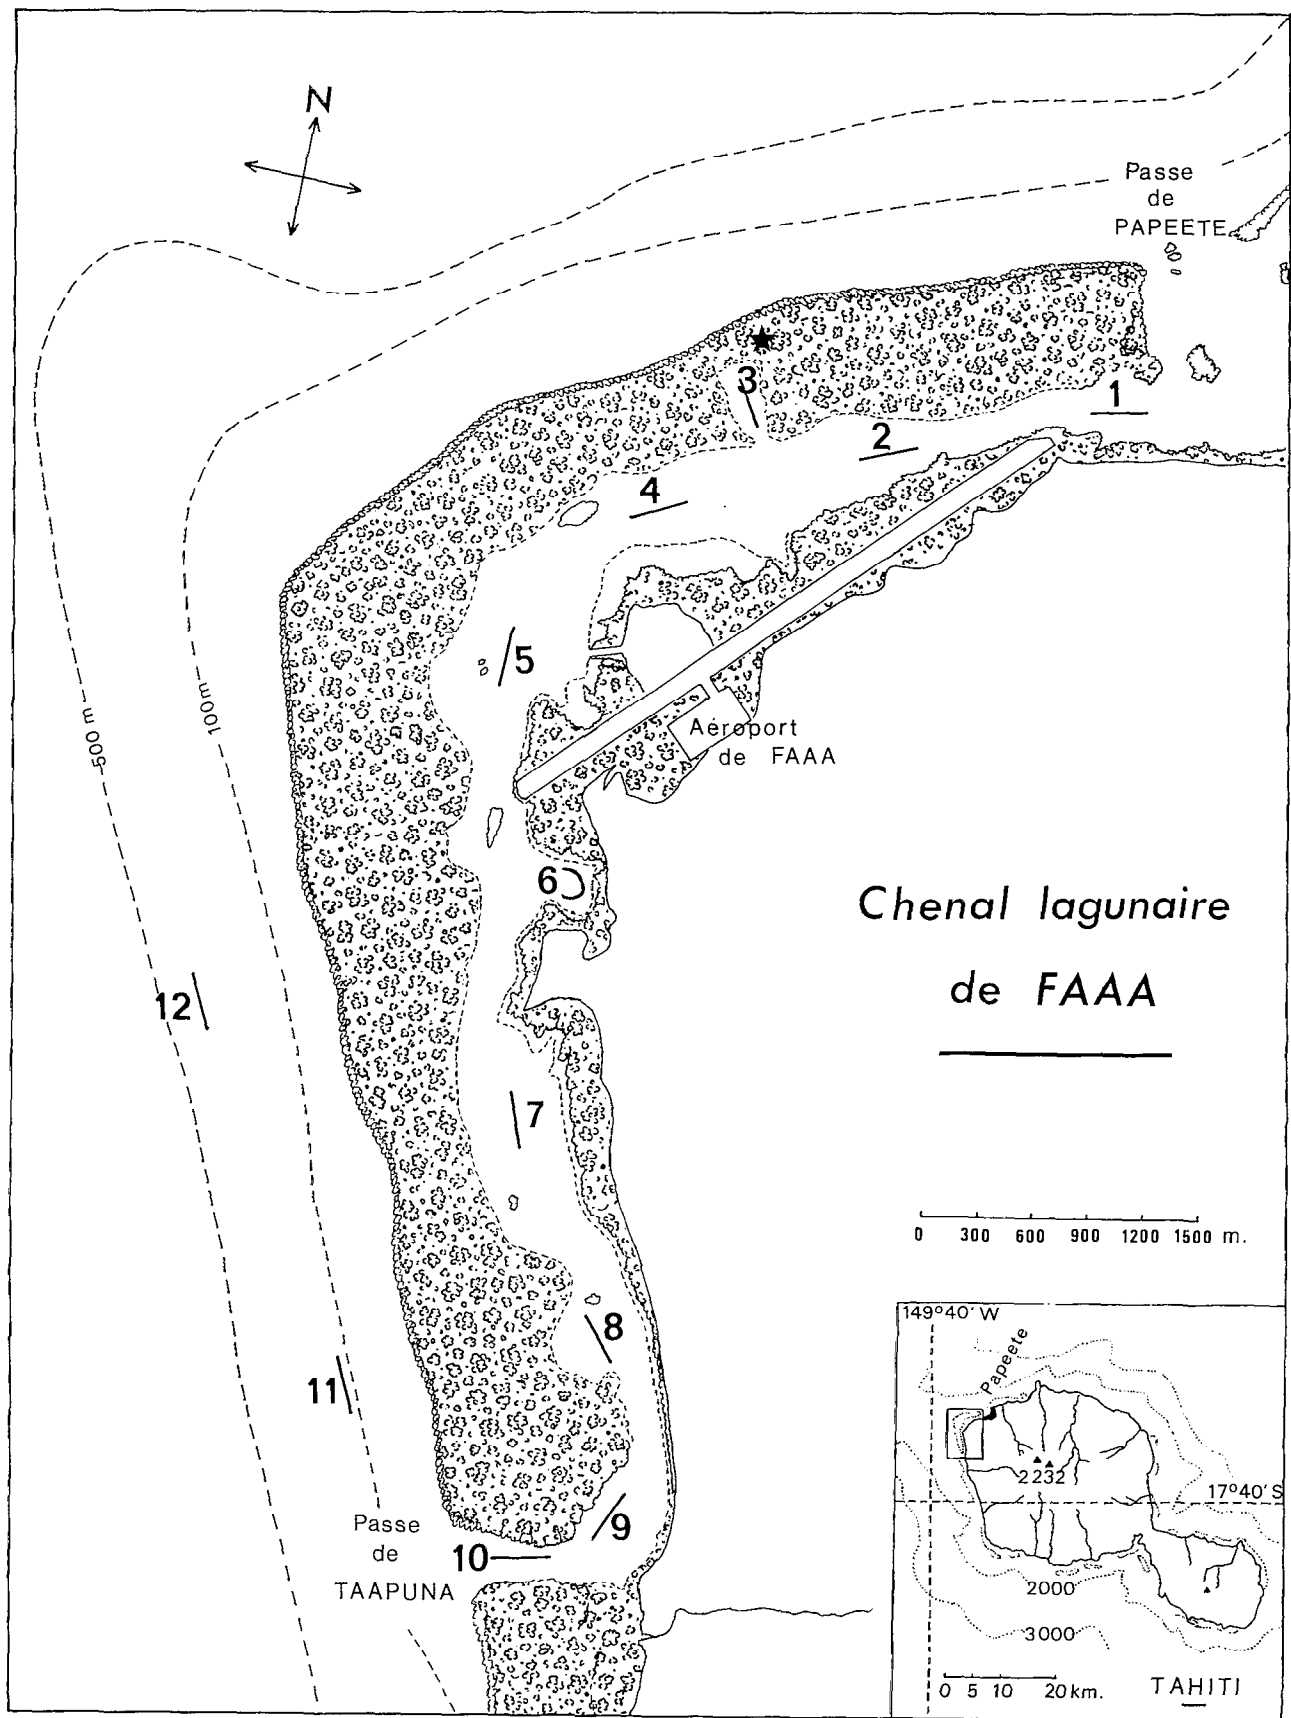 N
Passe
de
PAPEETE
3
1
2
4
5
500 m
100m
Aéroport
de FAAA
6
Chenal lagunaire
de FAAA
12
7
0 300 600 900 1200 1500 m.
8
11
9
Passe
de
TAAPUNA
10
149°40' W
Papeete
2232
17°40' S
2000
3000
0 5 10 20 km.
TAHITI